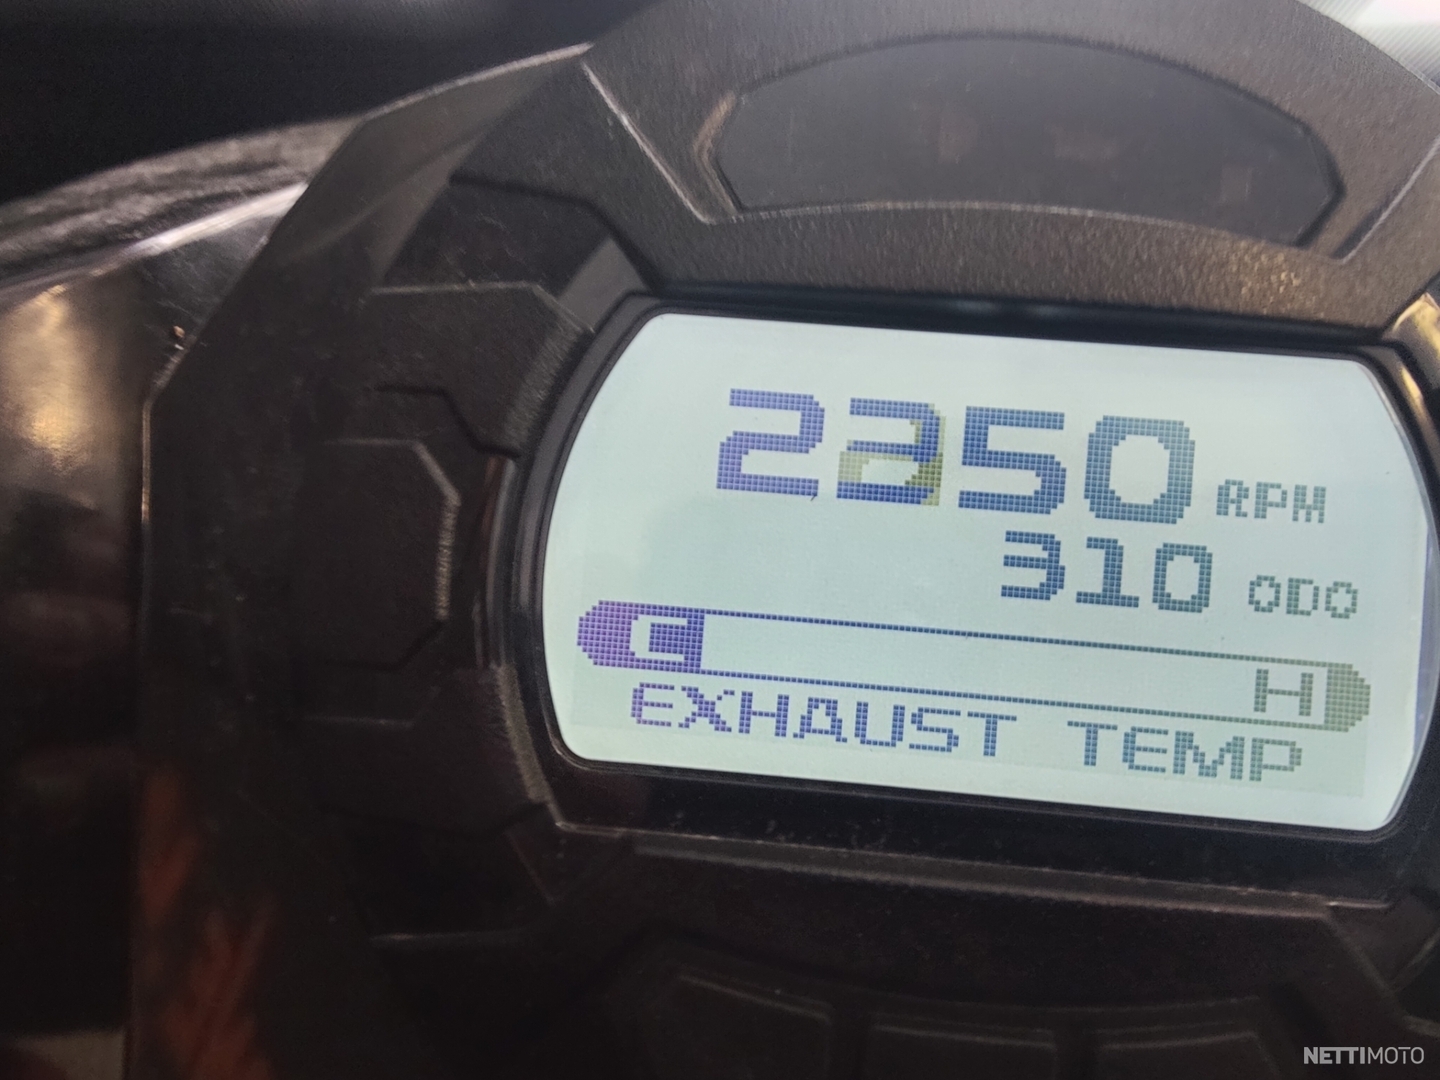 2250 RPM
310 ODO
C H
EXHAUST TEMP
NETTIMOTO